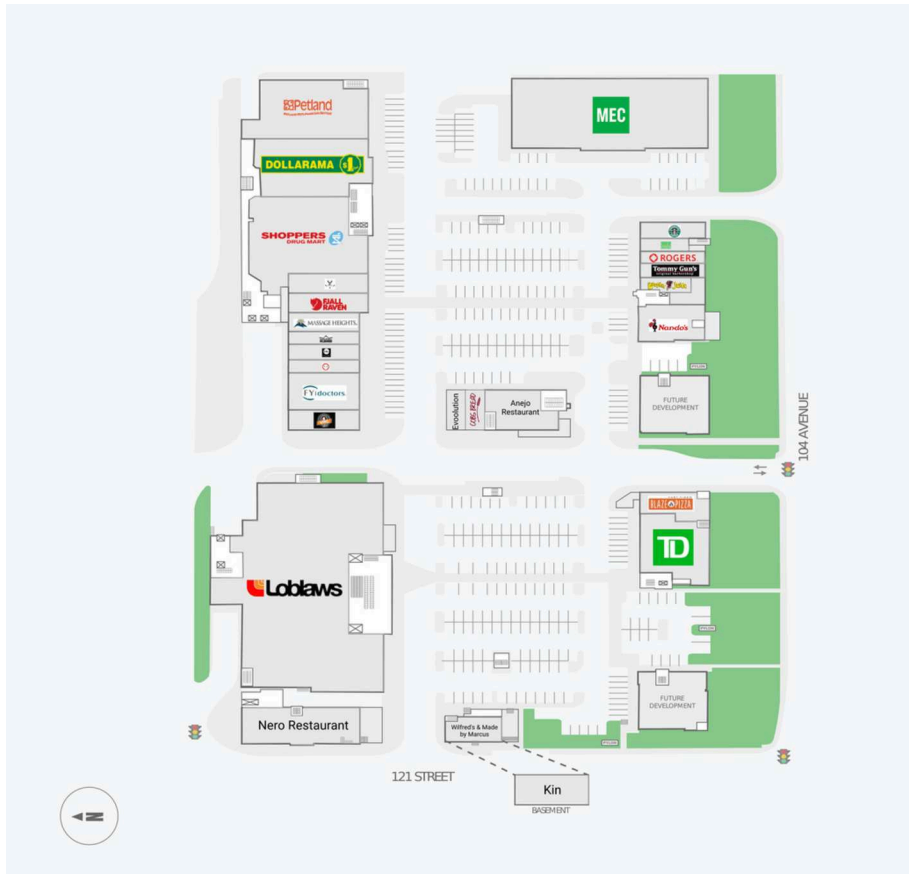 Petland
DOLLARAMA
MEC
SHOPPERS
DRUG MART
ROGERS
Tommy Gun's
FJALL
RAVEN
MASSAGE HEIGHTS
Nando's
FYidoctors
Evoolution
COBS BREAD
Anejo
Restaurant
FUTURE
DEVELOPMENT
104 AVENUE
BLAZE PIZZA
TD
Loblaws
FUTURE
DEVELOPMENT
Nero Restaurant
Wilfred's & Made
by Marcus
121 STREET
Kin
BASEMENT
N